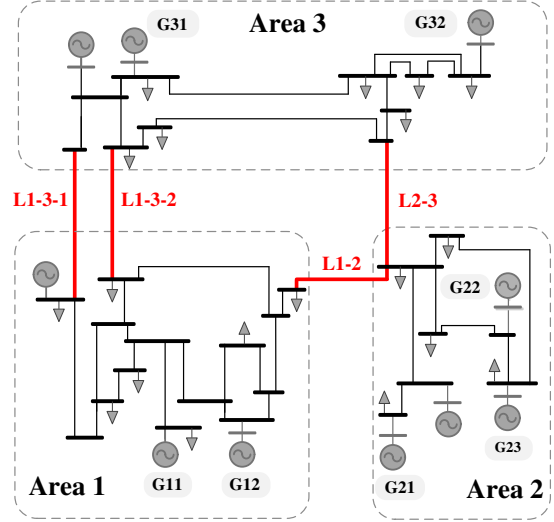 G31
Area 3
G32
L1-3-1
L1-3-2
L2-3
L1-2
G22
G23
G11
G12
G21
Area 1
Area 2